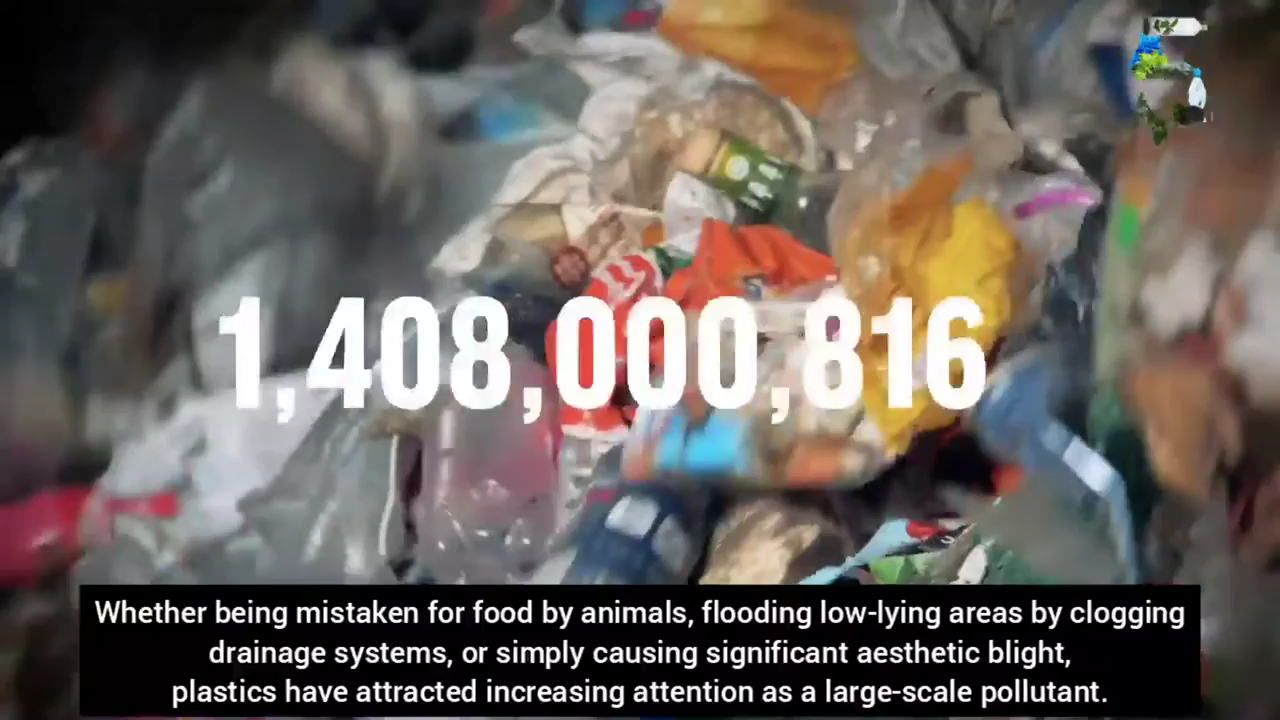 1,408,000,816
Whether being mistaken for food by animals, flooding low-lying areas by clogging
drainage systems, or simply causing significant aesthetic blight,
plastics have attracted increasing attention as a large-scale pollutant.